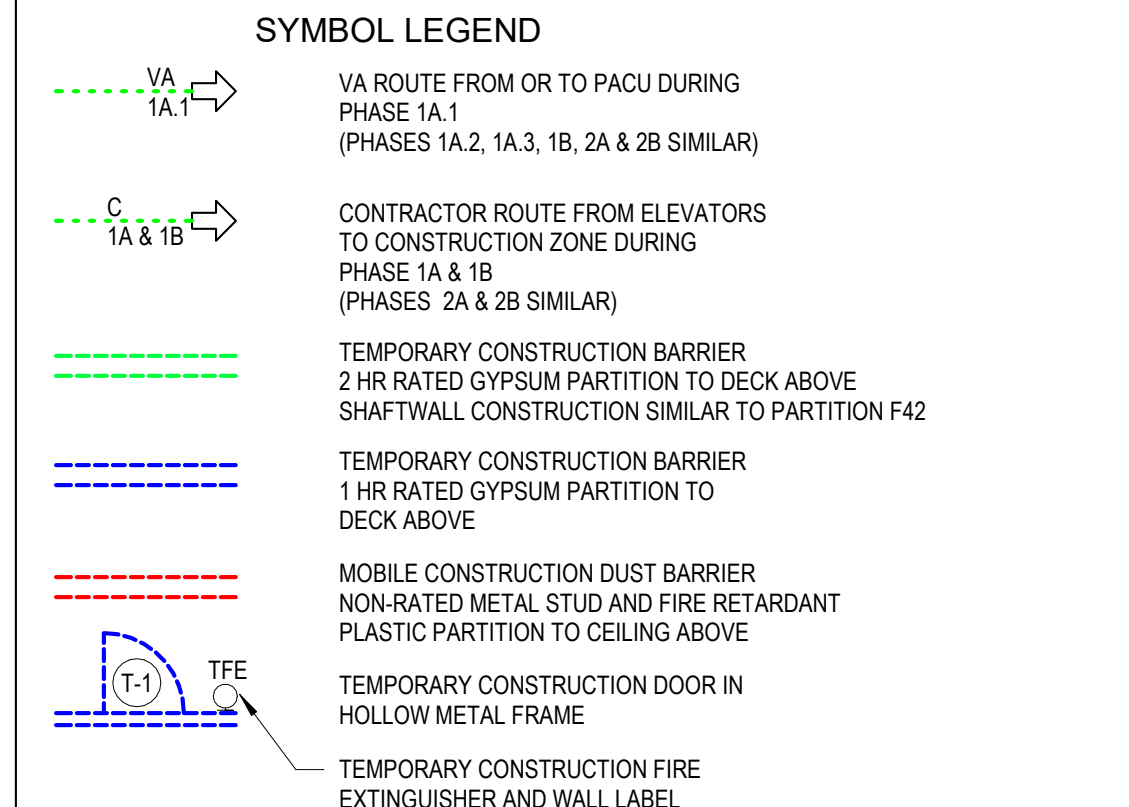 SYMBOL LEGEND
VA
1A.1
VA ROUTE FROM OR TO PACU DURING
PHASE 1A.1
(PHASES 1A.2, 1A.3, 1B, 2A & 2B SIMILAR)
C
1A & 1B
CONTRACTOR ROUTE FROM ELEVATORS
TO CONSTRUCTION ZONE DURING
PHASE 1A & 1B
(PHASES 2A & 2B SIMILAR)
TEMPORARY CONSTRUCTION BARRIER
2 HR RATED GYPSUM PARTITION TO DECK ABOVE
SHAFTWALL CONSTRUCTION SIMILAR TO PARTITION F42
TEMPORARY CONSTRUCTION BARRIER
1 HR RATED GYPSUM PARTITION TO
DECK ABOVE
MOBILE CONSTRUCTION DUST BARRIER
NON-RATED METAL STUD AND FIRE RETARDANT
PLASTIC PARTITION TO CEILING ABOVE
T-1
TFE
TEMPORARY CONSTRUCTION DOOR IN
HOLLOW METAL FRAME
TEMPORARY CONSTRUCTION FIRE
EXTINGUISHER AND WALL LABEL